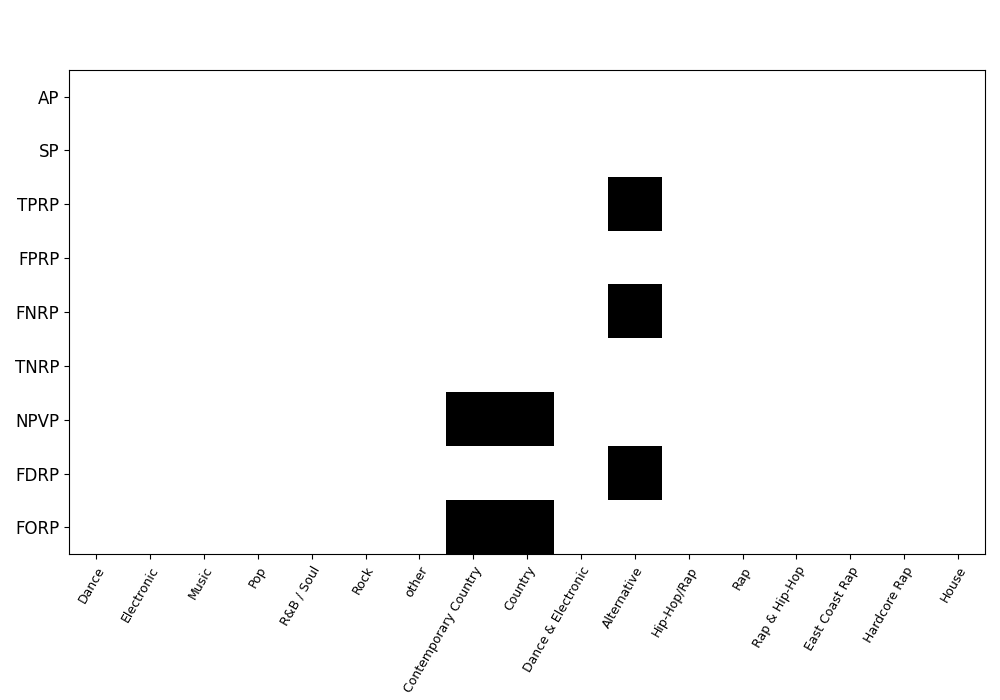 AP
SP
TPRP
FPRP
FNRP
TNRP
NPVP
FDRP
FORP
Dance
Electronic
Music
Pop
R&B / Soul
Rock
other
Contemporary Country
Country
Dance & Electronic
Alternative
Hip-Hop/Rap
Rap
Rap & Hip-Hop
East Coast Rap
Hardcore Rap
House